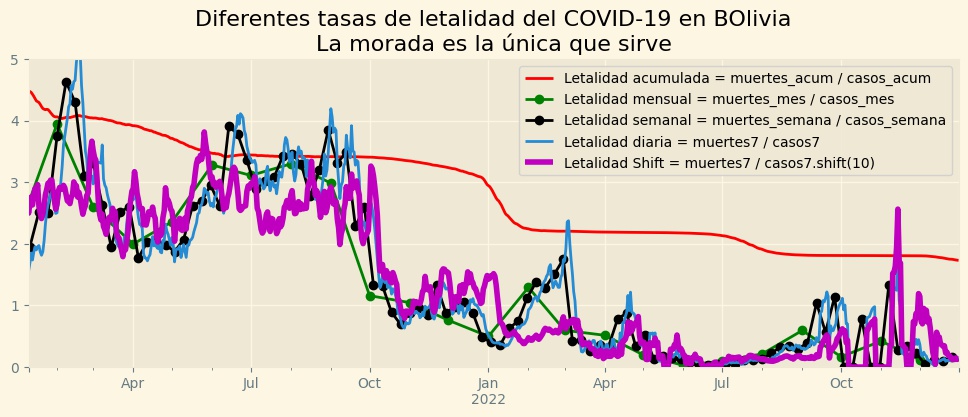 Diferentes tasas de letalidad del COVID-19 en BOlivia
La morada es la única que sirve
Letalidad acumulada = muertes_acum / casos_acum
Letalidad mensual = muertes_mes / casos_mes
Letalidad semanal = muertes_semana / casos_semana
Letalidad diaria = muertes7 / casos7
Letalidad Shift = muertes7 / casos7.shift(10)
5
4
3
2
1
0
Apr
Jul
Oct
Jan
2022
Apr
Jul
Oct